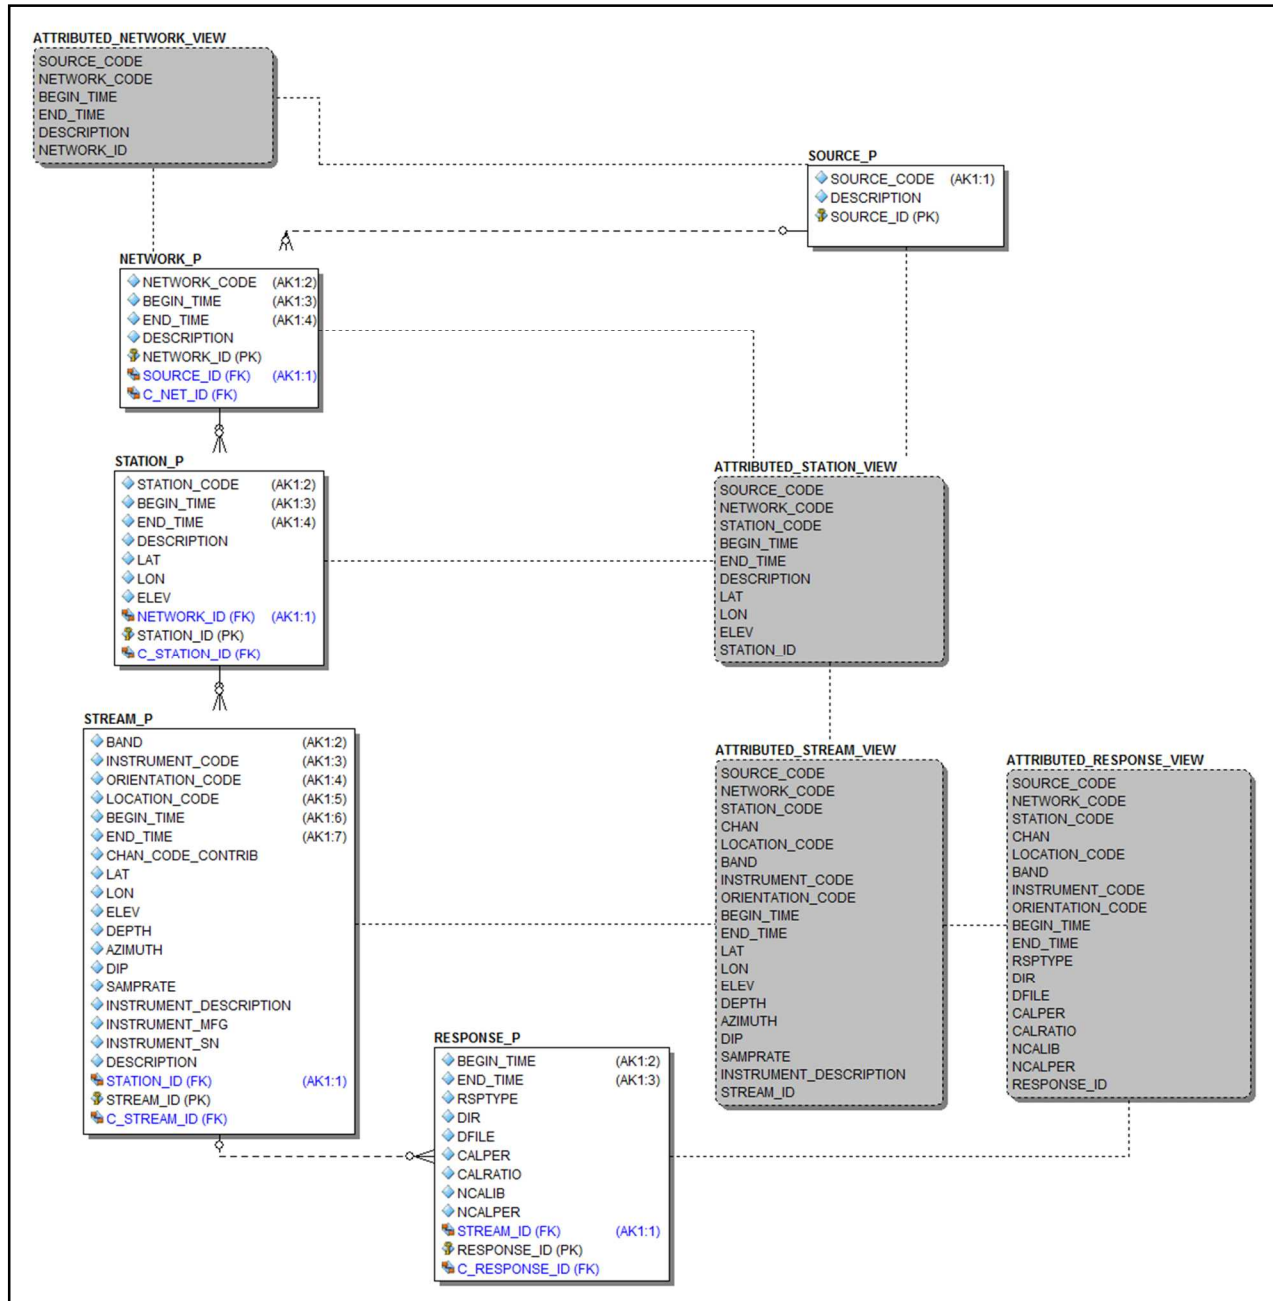 ATTRIBUTED_NETWORK_VIEW
SOURCE_CODE
NETWORK_CODE
BEGIN_TIME
END_TIME
DESCRIPTION
NETWORK_ID
SOURCE_P
SOURCE_CODE (AK1:1)
DESCRIPTION
SOURCE_ID (PK)
NETWORK_P
NETWORK_CODE (AK1:2)
BEGIN_TIME (AK1:3)
END_TIME (AK1:4)
DESCRIPTION
NETWORK_ID (PK)
SOURCE_ID (FK) (AK1:1)
C_NET_ID (FK)
STATION_P
STATION_CODE (AK1:2)
BEGIN_TIME (AK1:3)
END_TIME (AK1:4)
DESCRIPTION
LAT
LON
ELEV
NETWORK_ID (FK) (AK1:1)
STATION_ID (PK)
C_STATION_ID (FK)
ATTRIBUTED_STATION_VIEW
SOURCE_CODE
NETWORK_CODE
STATION_CODE
BEGIN_TIME
END_TIME
DESCRIPTION
LAT
LON
ELEV
STATION_ID
STREAM_P
BAND (AK1:2)
INSTRUMENT_CODE (AK1:3)
ORIENTATION_CODE (AK1:4)
LOCATION_CODE (AK1:5)
BEGIN_TIME (AK1:6)
END_TIME (AK1:7)
CHAN_CODE_CONTRIB
LAT
LON
ELEV
DEPTH
AZIMUTH
DIP
SAMPRATE
INSTRUMENT_DESCRIPTION
INSTRUMENT_MFG
INSTRUMENT_SN
DESCRIPTION
STATION_ID (FK) (AK1:1)
STREAM_ID (PK)
C_STREAM_ID (FK)
RESPONSE_P
BEGIN_TIME (AK1:2)
END_TIME (AK1:3)
RSPTYPE
DIR
DFILE
CALPER
CALRATIO
NCALIB
NCALPER
STREAM_ID (FK) (AK1:1)
RESPONSE_ID (PK)
C_RESPONSE_ID (FK)
ATTRIBUTED_STREAM_VIEW
SOURCE_CODE
NETWORK_CODE
STATION_CODE
CHAN
LOCATION_CODE
BAND
INSTRUMENT_CODE
ORIENTATION_CODE
BEGIN_TIME
END_TIME
LAT
LON
ELEV
DEPTH
AZIMUTH
DIP
SAMPRATE
INSTRUMENT_DESCRIPTION
STREAM_ID
ATTRIBUTED_RESPONSE_VIEW
SOURCE_CODE
NETWORK_CODE
STATION_CODE
CHAN
LOCATION_CODE
BAND
INSTRUMENT_CODE
ORIENTATION_CODE
BEGIN_TIME
END_TIME
RSPTYPE
DIR
DFILE
CALPER
CALRATIO
NCALIB
NCALPER
RESPONSE_ID